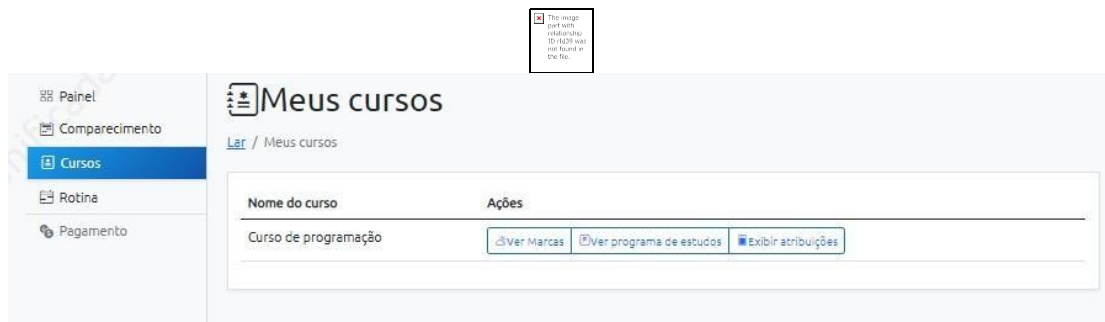 The image
part with
relationship
ID rId39 was
not found in
the file.
Painel
Comparecimento
Cursos
Rotina
Pagamento
Meus cursos
Lar / Meus cursos
Nome do curso Ações
Curso de programação Ver Marcas Ver programa de estudos Exibir atribuições